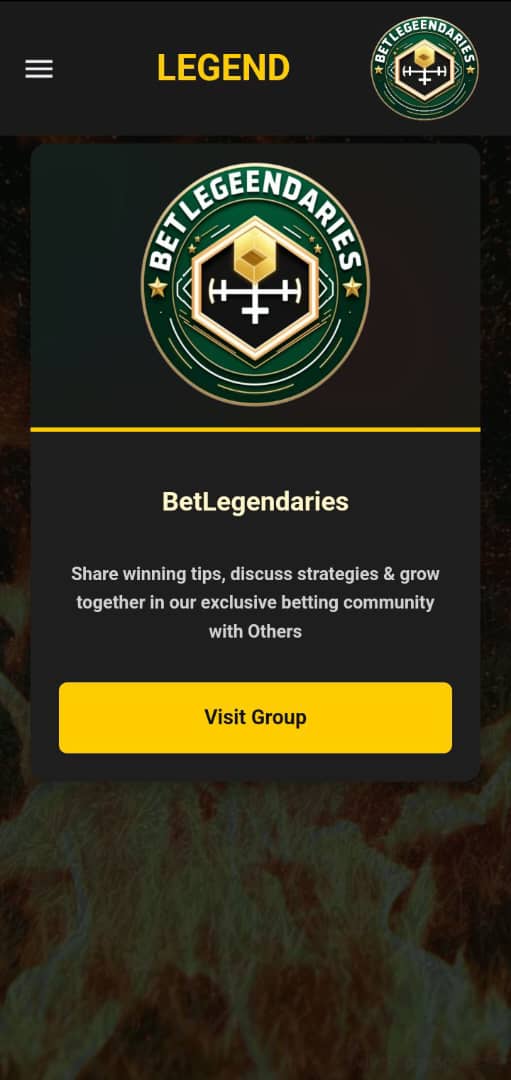 LEGEND
BETLEGEENDARIES
BETLEGEENDARIES
BetLegendaries
Share winning tips, discuss strategies & grow
together in our exclusive betting community
with Others
Visit Group